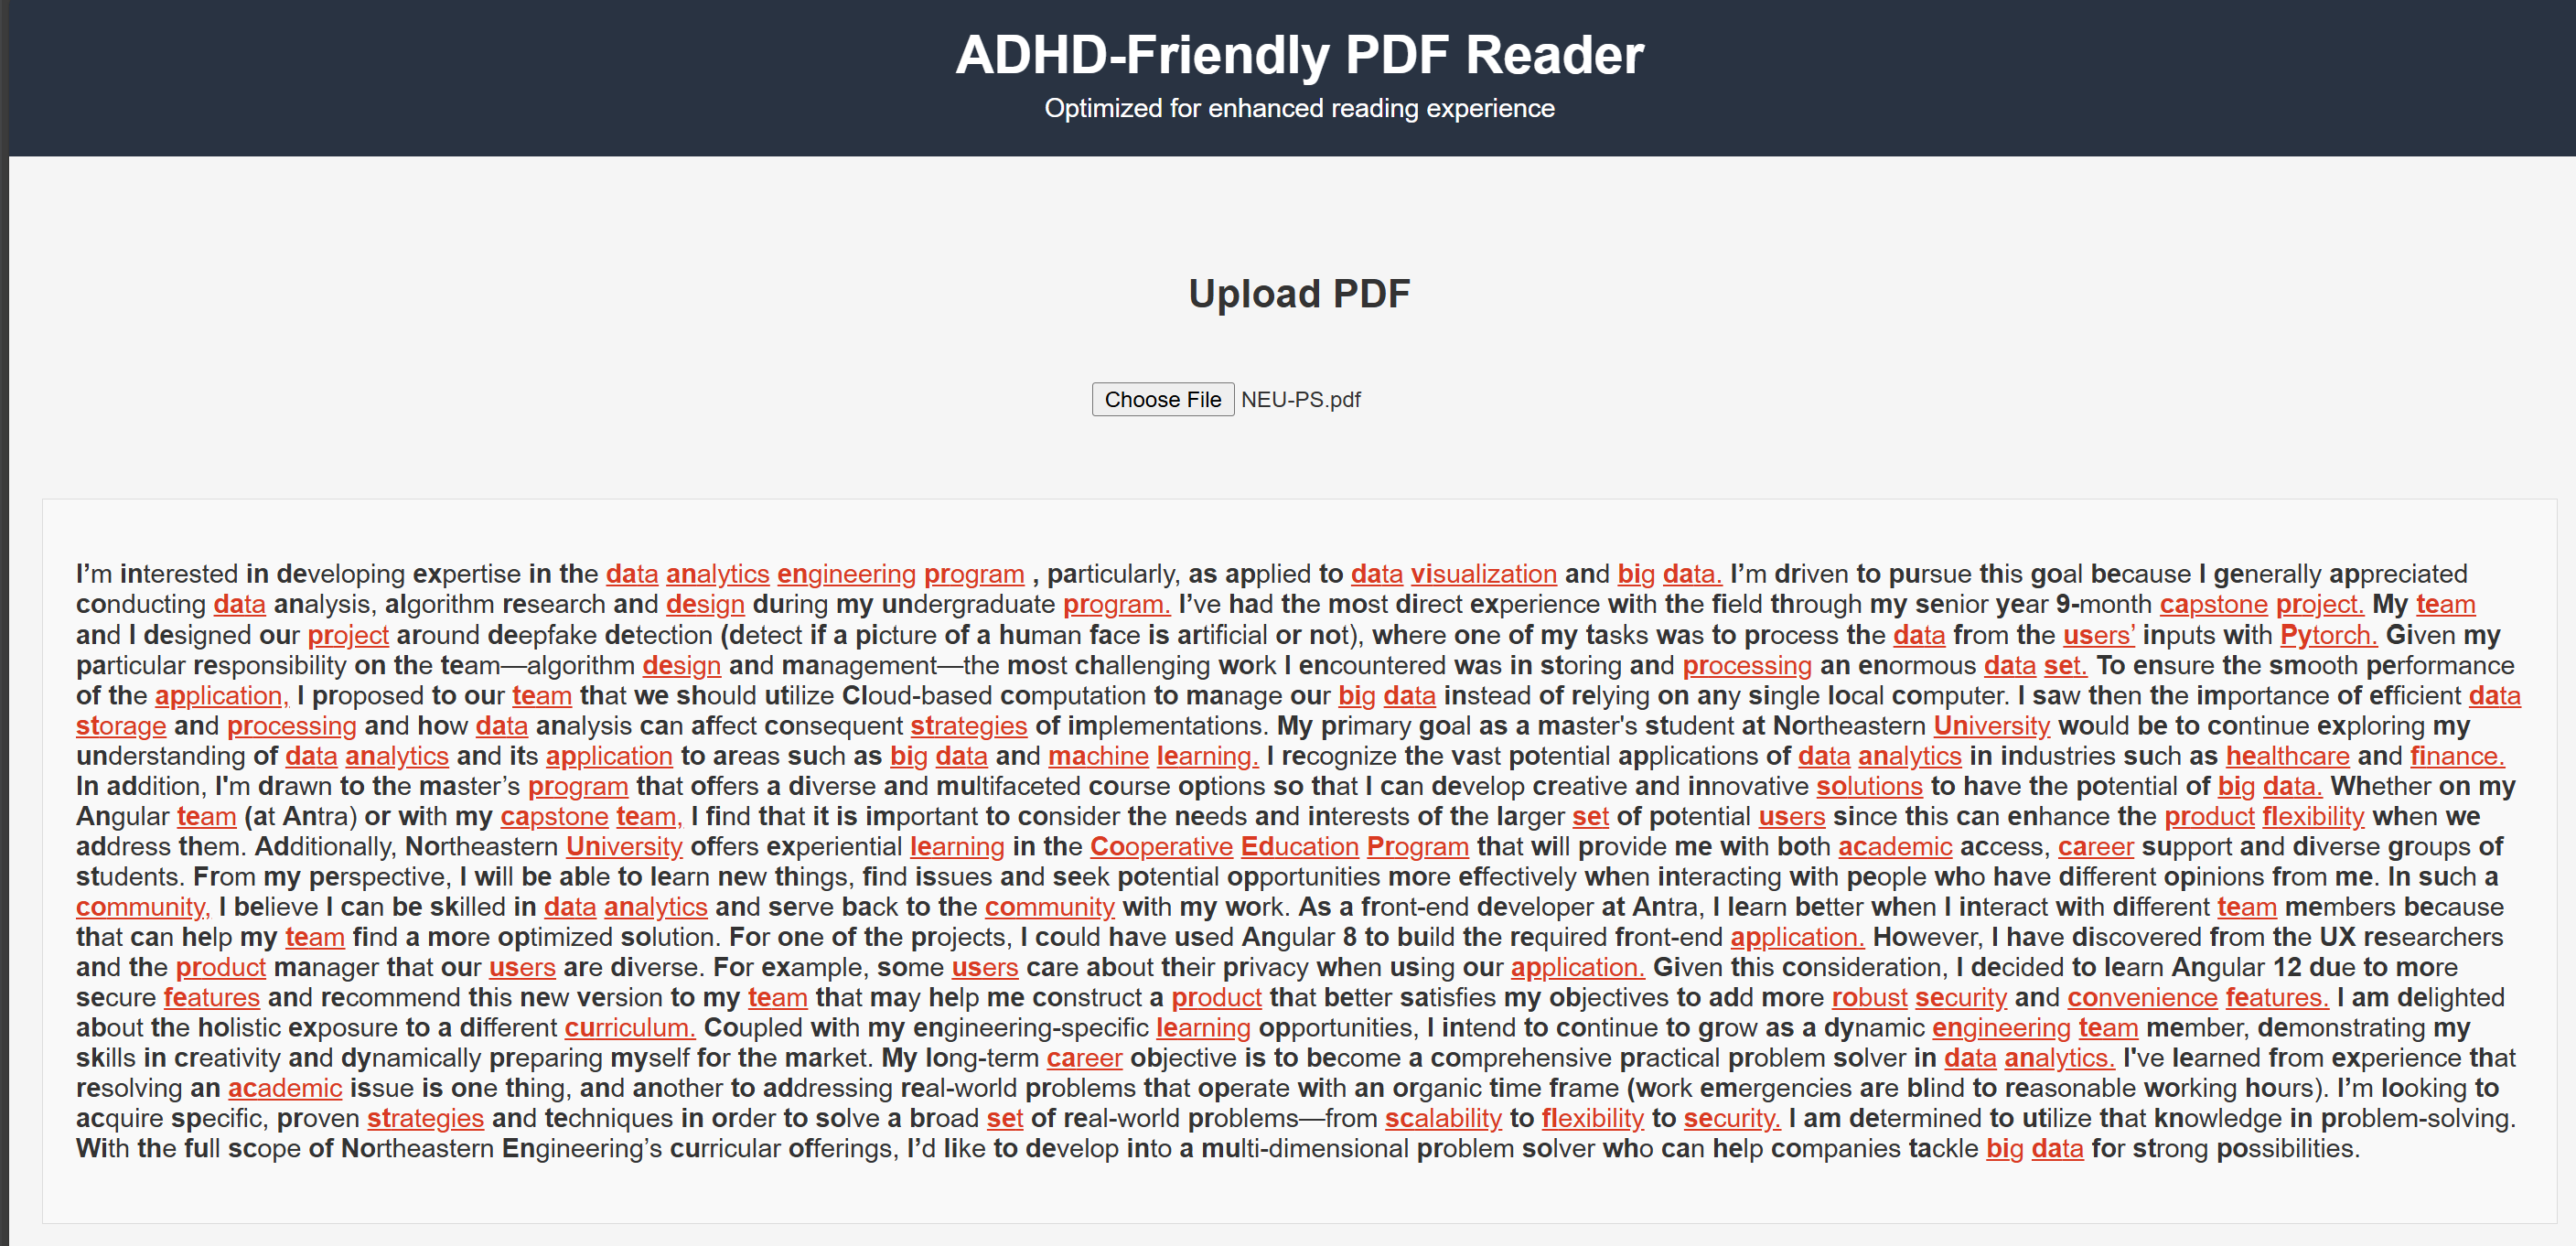 ADHD-Friendly PDF Reader
Optimized for enhanced reading experience
Upload PDF
Choose File NEU-PS.pdf
I’m interested in developing expertise in the data analytics engineering program , particularly, as applied to data visualization and big data. I’m driven to pursue this goal because I generally appreciated
conducting data analysis, algorithm research and design during my undergraduate program. I’ve had the most direct experience with the field through my senior year 9-month capstone project. My team
and I designed our project around deepfake detection (detect if a picture of a human face is artificial or not), where one of my tasks was to process the data from the users’ inputs with Pytorch. Given my
particular responsibility on the team—algorithm design and management—the most challenging work I encountered was in storing and processing an enormous data set. To ensure the smooth performance
of the application, I proposed to our team that we should utilize Cloud-based computation to manage our big data instead of relying on any single local computer. I saw then the importance of efficient data
storage and processing and how data analysis can affect consequent strategies of implementations. My primary goal as a master's student at Northeastern University would be to continue exploring my
understanding of data analytics and its application to areas such as big data and machine learning. I recognize the vast potential applications of data analytics in industries such as healthcare and finance.
In addition, I'm drawn to the master’s program that offers a diverse and multifaceted course options so that I can develop creative and innovative solutions to have the potential of big data. Whether on my
Angular team (at Antra) or with my capstone team, I find that it is important to consider the needs and interests of the larger set of potential users since this can enhance the product flexibility when we
address them. Additionally, Northeastern University offers experiential learning in the Cooperative Education Program that will provide me with both academic access, career support and diverse groups of
students. From my perspective, I will be able to learn new things, find issues and seek potential opportunities more effectively when interacting with people who have different opinions from me. In such a
community, I believe I can be skilled in data analytics and serve back to the community with my work. As a front-end developer at Antra, I learn better when I interact with different team members because
that can help my team find a more optimized solution. For one of the projects, I could have used Angular 8 to build the required front-end application. However, I have discovered from the UX researchers
and the product manager that our users are diverse. For example, some users care about their privacy when using our application. Given this consideration, I decided to learn Angular 12 due to more
secure features and recommend this new version to my team that may help me construct a product that better satisfies my objectives to add more robust security and convenience features. I am delighted
about the holistic exposure to a different curriculum. Coupled with my engineering-specific learning opportunities, I intend to continue to grow as a dynamic engineering team member, demonstrating my
skills in creativity and dynamically preparing myself for the market. My long-term career objective is to become a comprehensive practical problem solver in data analytics. I've learned from experience that
resolving an academic issue is one thing, and another to addressing real-world problems that operate with an organic time frame (work emergencies are blind to reasonable working hours). I’m looking to
acquire specific, proven strategies and techniques in order to solve a broad set of real-world problems—from scalability to flexibility to security. I am determined to utilize that knowledge in problem-solving.
With the full scope of Northeastern Engineering’s curricular offerings, I’d like to develop into a multi-dimensional problem solver who can help companies tackle big data for strong possibilities.